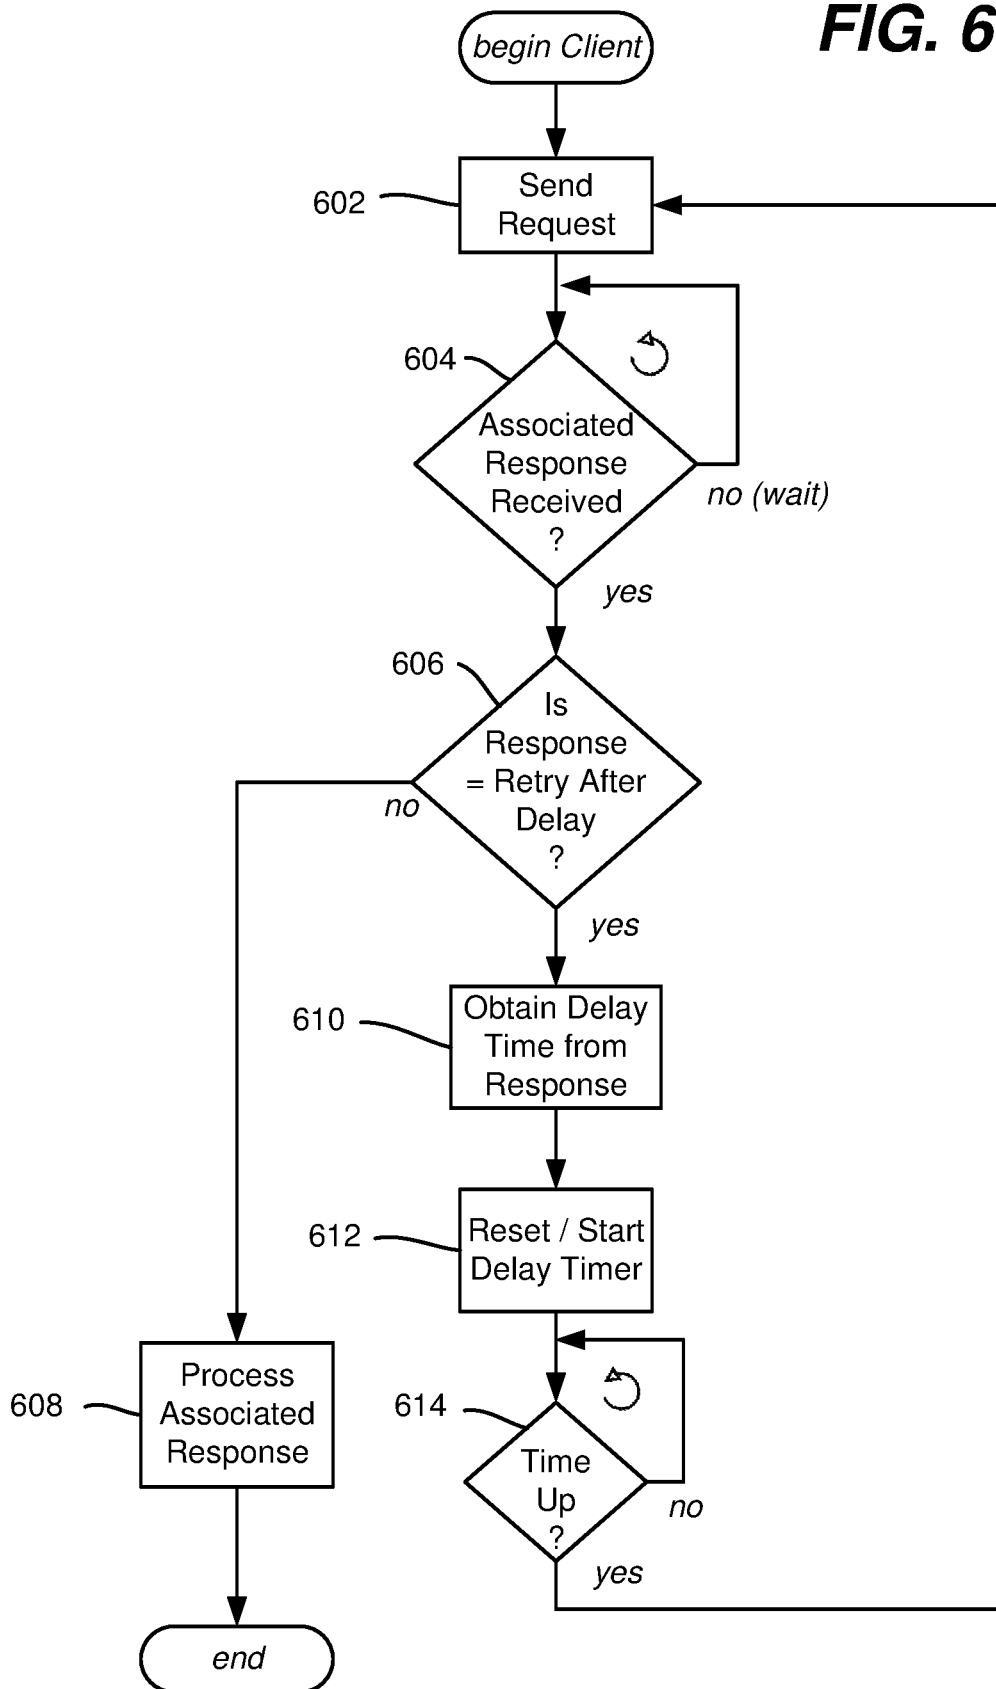 FIG. 6
begin Client
602
Send
Request
604
Associated
Response
Received
?
no (wait)
yes
606
Is
Response
= Retry After
Delay
?
no
yes
610
Obtain Delay
Time from
Response
612
Reset / Start
Delay Timer
608
Process
Associated
Response
614
Time
Up
?
no
yes
end